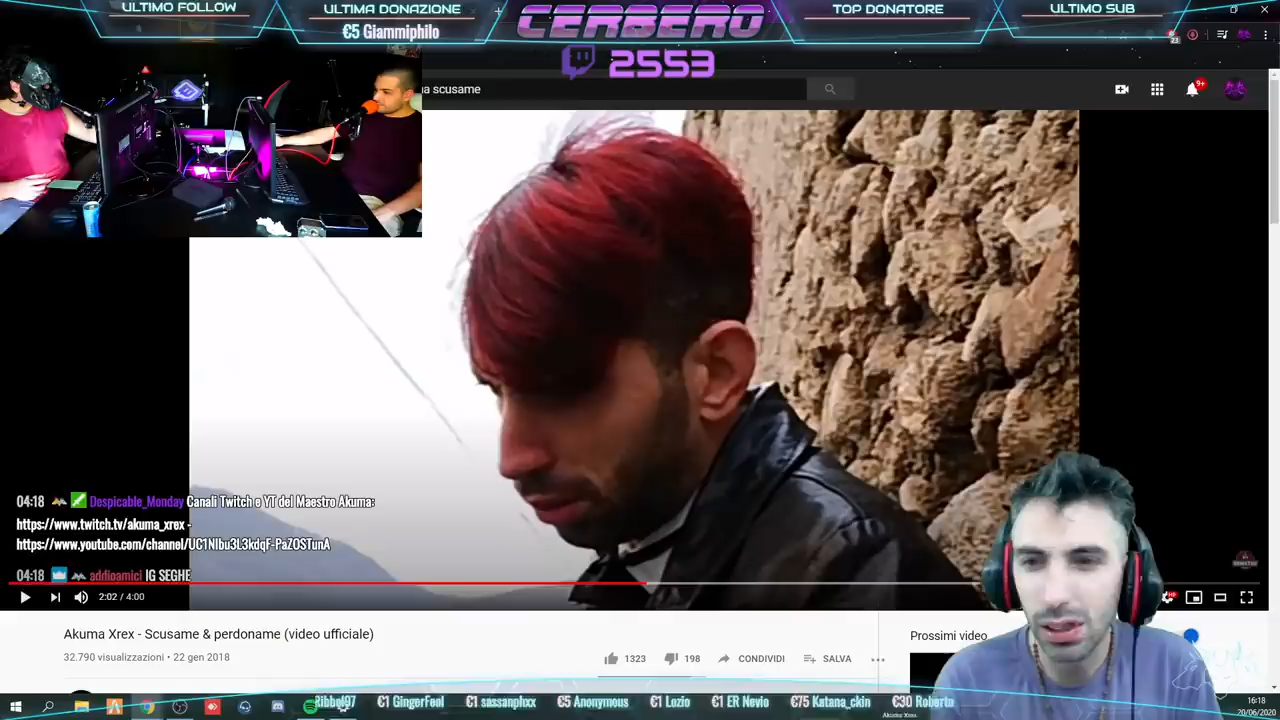 ULTIMO FOLLOW
ULTIMA DONAZIONE
€5 Giammiphilo
CERBERO
2553
TOP DONATORE
ULTIMO SUB
scusame
9+
04:18 Despicable_Monday Canali Twitch e YT del Maestro Akuma:
https://www.twitch.tv/akuma_xrex -
https://www.youtube.com/channel/UC1NIbu3L3kdqF-PaZOSTunA
04:18 addioamici IG SEGHE
2:02 / 4:00
Akuma Xrex - Scusame & perdoname (video ufficiale)
32.790 visualizzazioni • 22 gen 2018
1323
198
CONDIVIDI
SALVA
Prossimi video
€1 GingerFeel
€1 sassanphxx
€5 Anonymous
€1 Lozio
€1 ER Nevio
€75 Katana_ckin
€30 Roberto
Akuma Xrex
16:18
20/06/2020